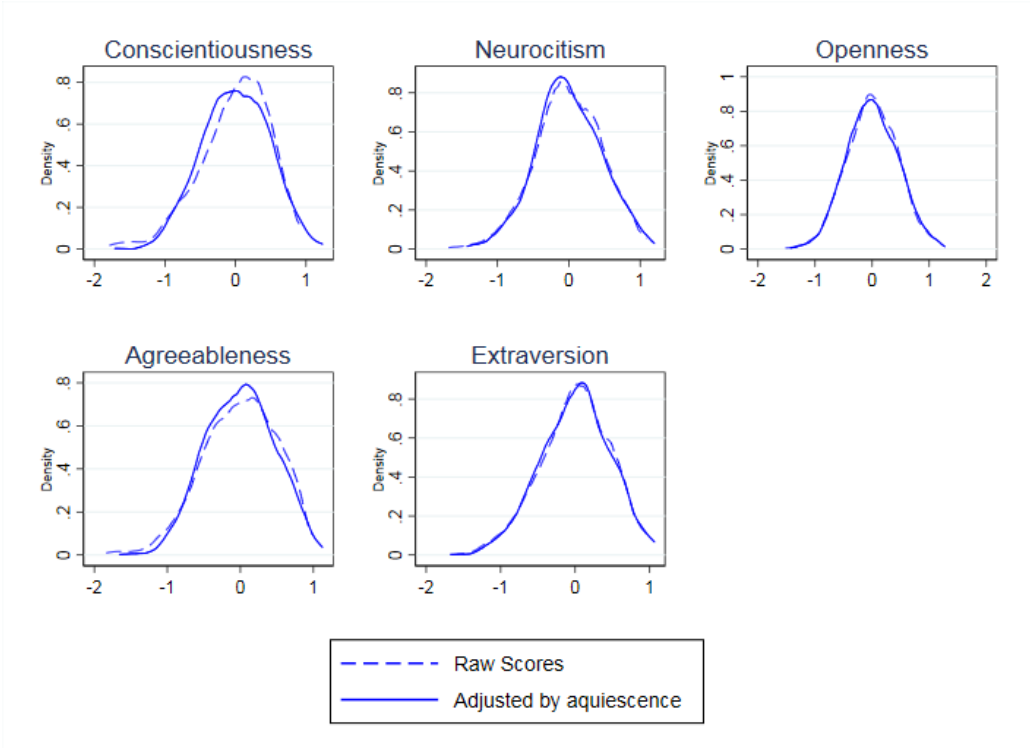 Conscientiousness
Density
.8
.6
.4
.2
0
-2 -1 0 1
Neurocitism
Density
.8
.6
.4
.2
0
-2 -1 0 1
Openness
Density
1
.8
.6
.4
.2
0
-2 -1 0 1 2
Agreeableness
Density
.8
.6
.4
.2
0
-2 -1 0 1
Extraversion
Density
.8
.6
.4
.2
0
-2 -1 0 1
Raw Scores
Adjusted by aquiescence